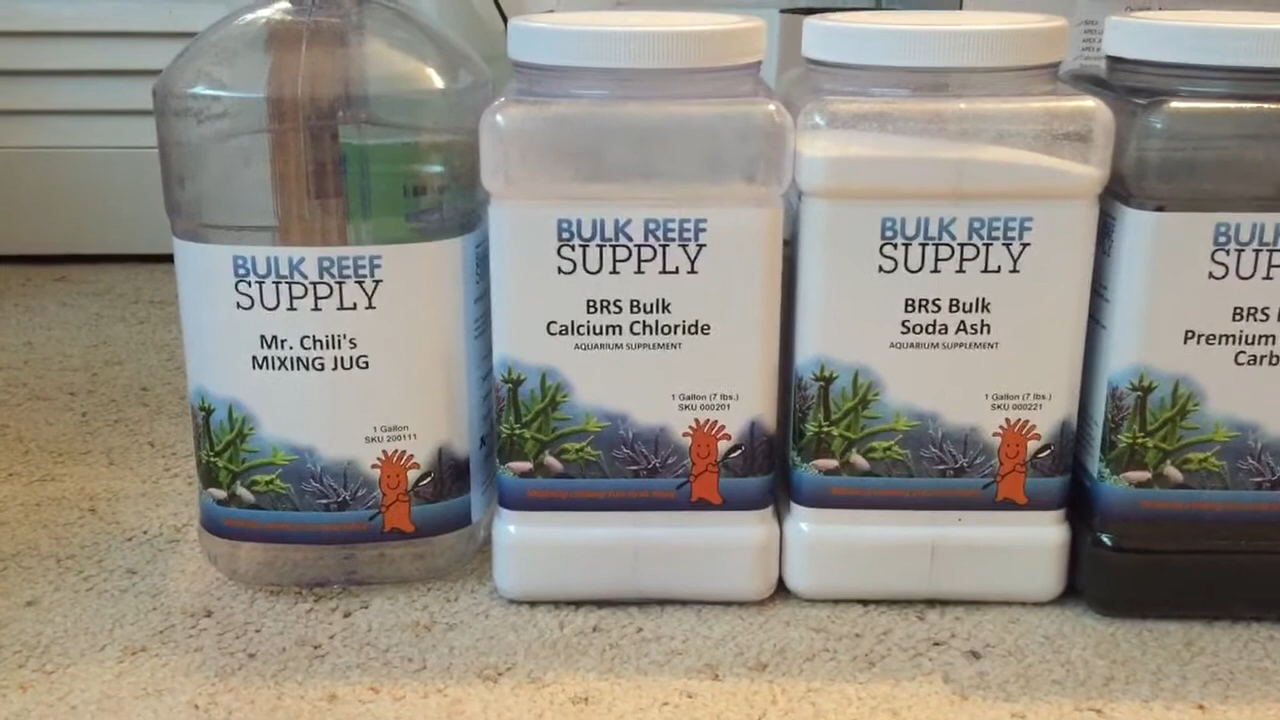 BULK REEF
SUPPLY
Mr. Chili's
MIXING JUG
1 Gallon
SKU 200111
BULK REEF
SUPPLY
BRS Bulk
Calcium Chloride
AQUARIUM SUPPLEMENT
1 Gallon (7 lbs.)
SKU 000201
BULK REEF
SUPPLY
BRS Bulk
Soda Ash
AQUARIUM SUPPLEMENT
1 Gallon (7 lbs.)
SKU 000221
BUL
SUP
BRS
Premium
Carb